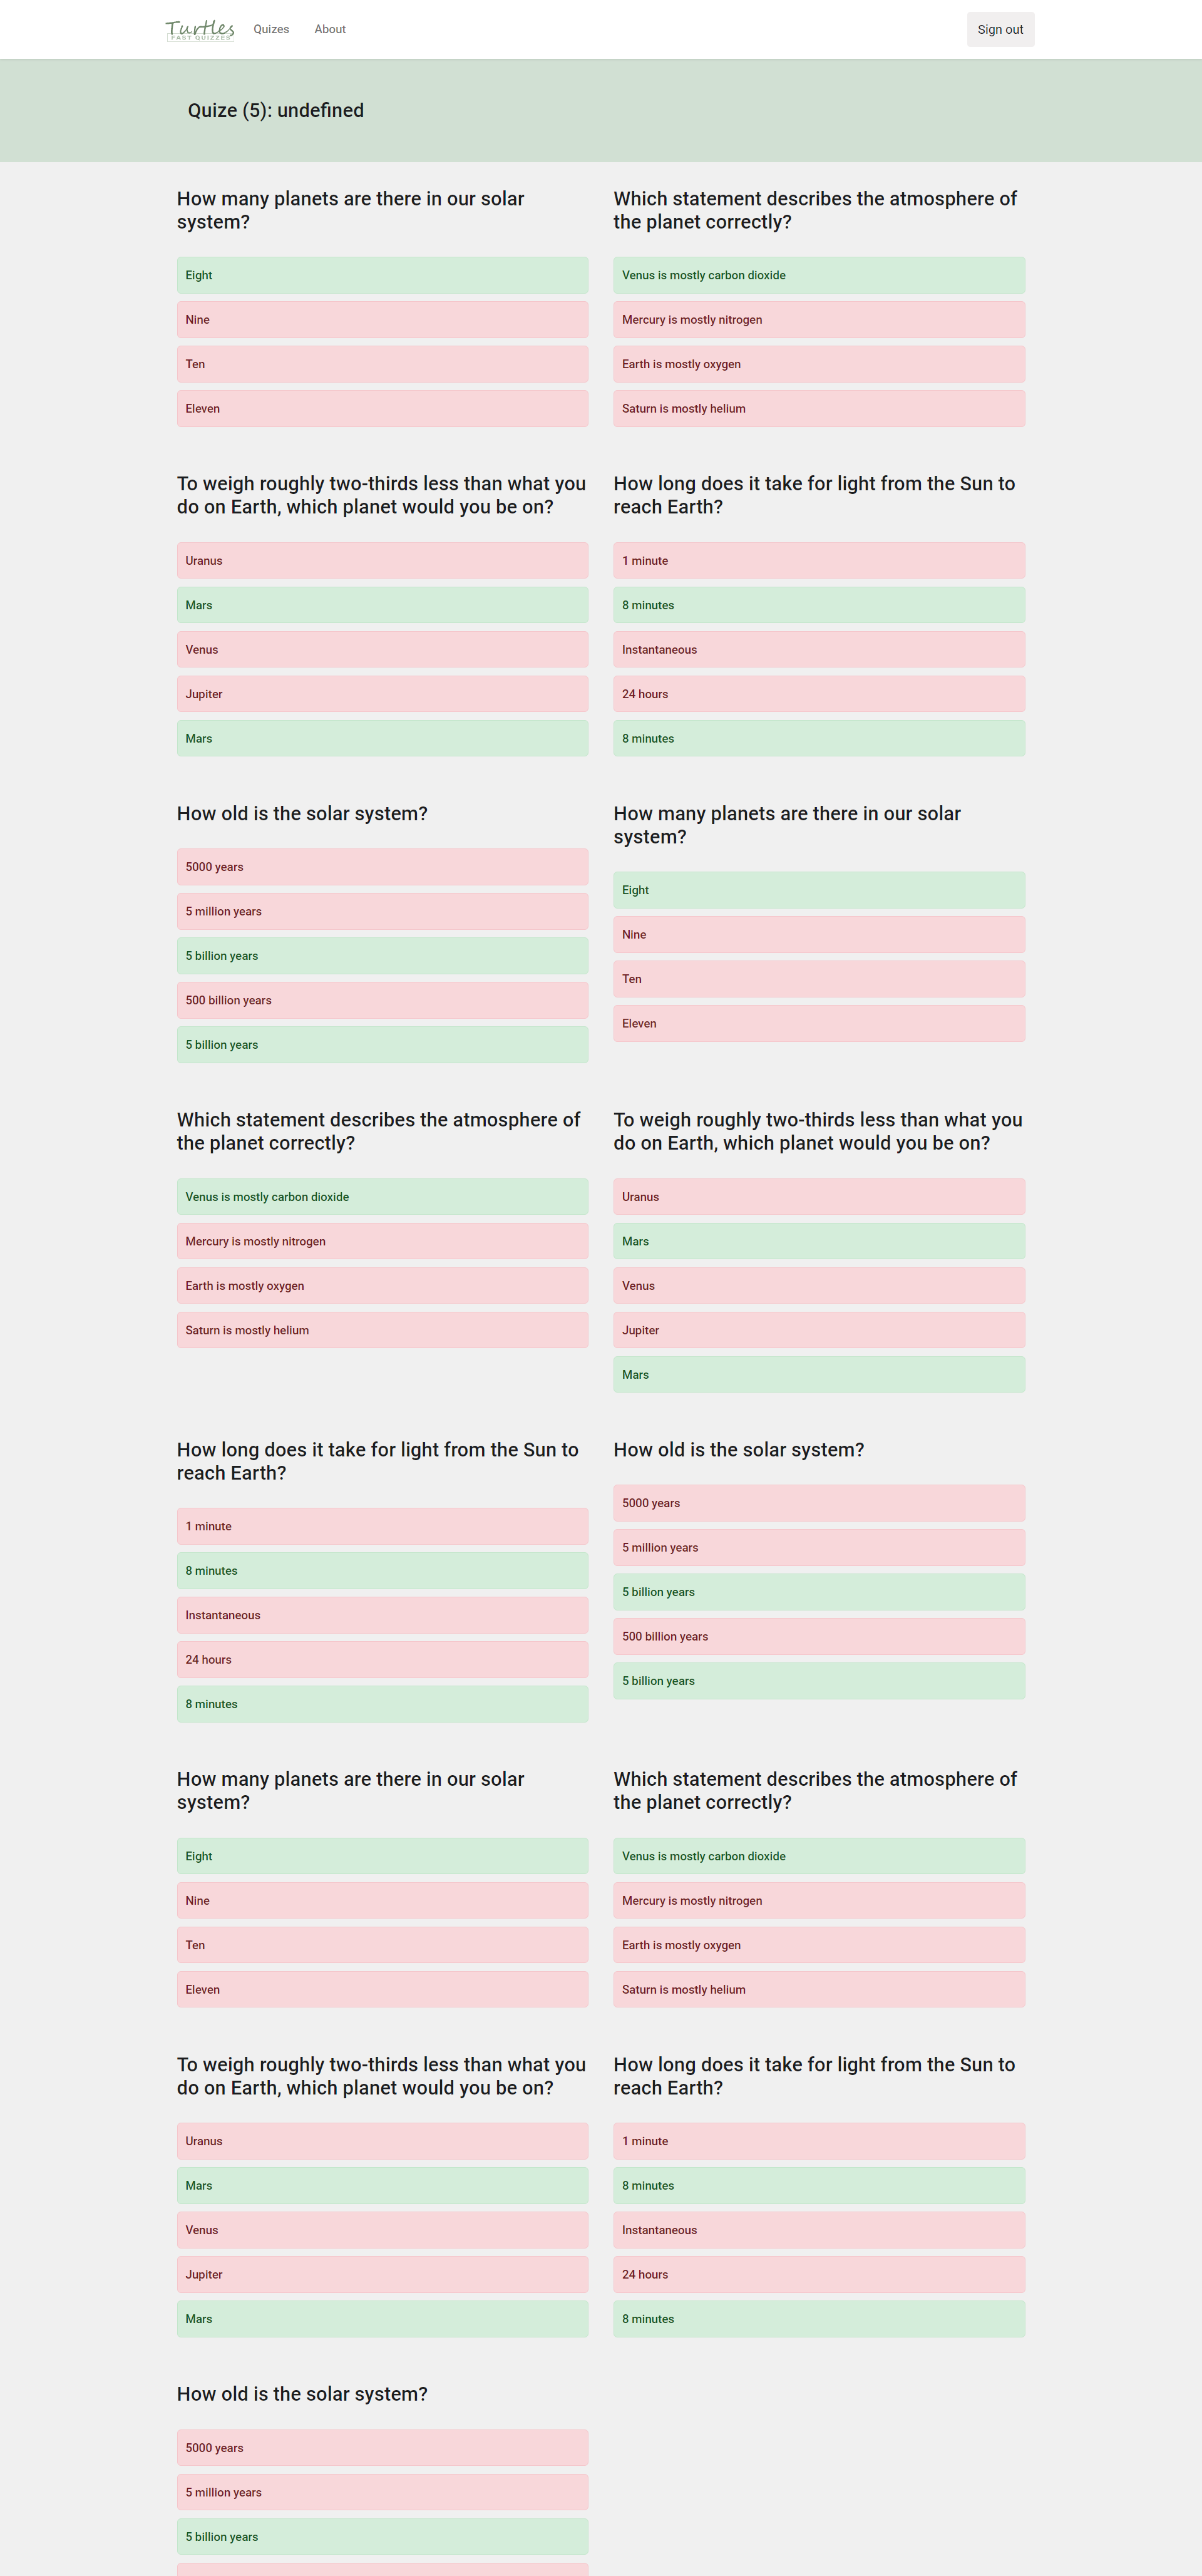 Turtles
FAST QUIZZES
Quizes
About
Sign out
Quize (5): undefined
How many planets are there in our solar
system?
Eight
Nine
Ten
Eleven
Which statement describes the atmosphere of
the planet correctly?
Venus is mostly carbon dioxide
Mercury is mostly nitrogen
Earth is mostly oxygen
Saturn is mostly helium
To weigh roughly two-thirds less than what you
do on Earth, which planet would you be on?
Uranus
Mars
Venus
Jupiter
Mars
How long does it take for light from the Sun to
reach Earth?
1 minute
8 minutes
Instantaneous
24 hours
8 minutes
How old is the solar system?
5000 years
5 million years
5 billion years
500 billion years
5 billion years
How many planets are there in our solar
system?
Eight
Nine
Ten
Eleven
Which statement describes the atmosphere of
the planet correctly?
Venus is mostly carbon dioxide
Mercury is mostly nitrogen
Earth is mostly oxygen
Saturn is mostly helium
To weigh roughly two-thirds less than what you
do on Earth, which planet would you be on?
Uranus
Mars
Venus
Jupiter
Mars
How long does it take for light from the Sun to
reach Earth?
1 minute
8 minutes
Instantaneous
24 hours
8 minutes
How old is the solar system?
5000 years
5 million years
5 billion years
500 billion years
5 billion years
How many planets are there in our solar
system?
Eight
Nine
Ten
Eleven
Which statement describes the atmosphere of
the planet correctly?
Venus is mostly carbon dioxide
Mercury is mostly nitrogen
Earth is mostly oxygen
Saturn is mostly helium
To weigh roughly two-thirds less than what you
do on Earth, which planet would you be on?
Uranus
Mars
Venus
Jupiter
Mars
How long does it take for light from the Sun to
reach Earth?
1 minute
8 minutes
Instantaneous
24 hours
8 minutes
How old is the solar system?
5000 years
5 million years
5 billion years